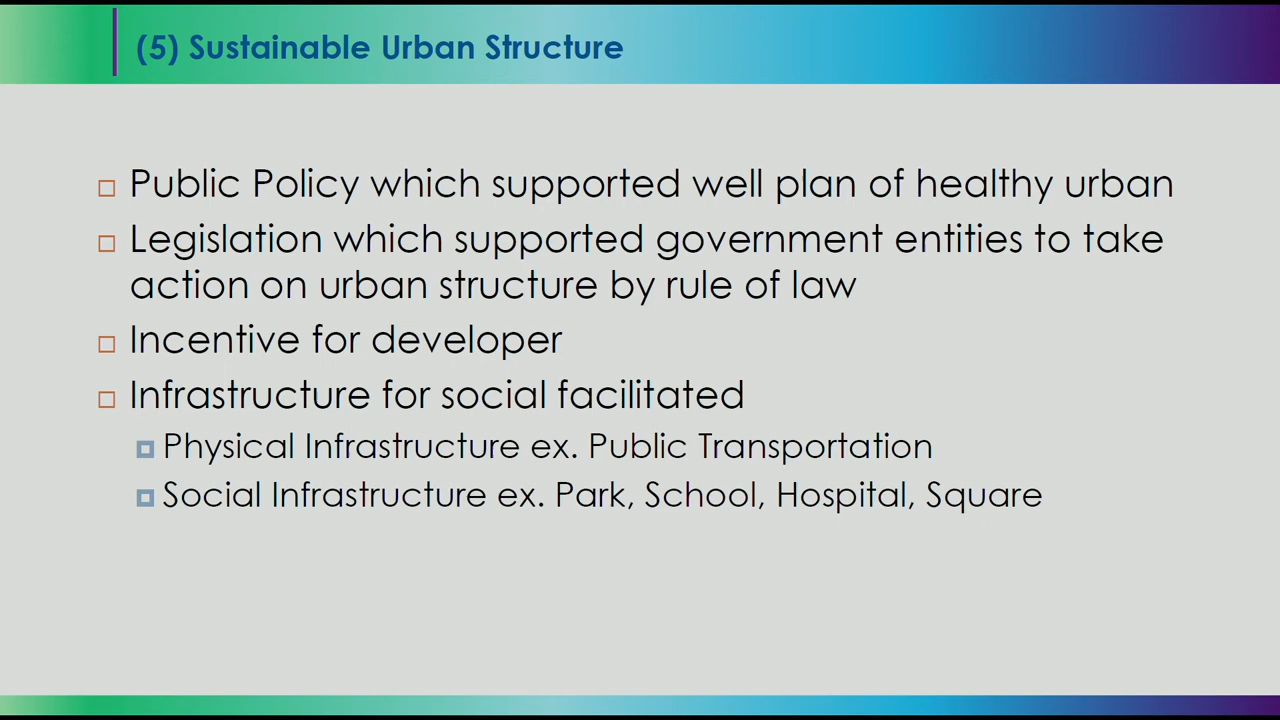 (5) Sustainable Urban Structure
Public Policy which supported well plan of healthy urban
Legislation which supported government entities to take
action on urban structure by rule of law
Incentive for developer
Infrastructure for social facilitated
Physical Infrastructure ex. Public Transportation
Social Infrastructure ex. Park, School, Hospital, Square